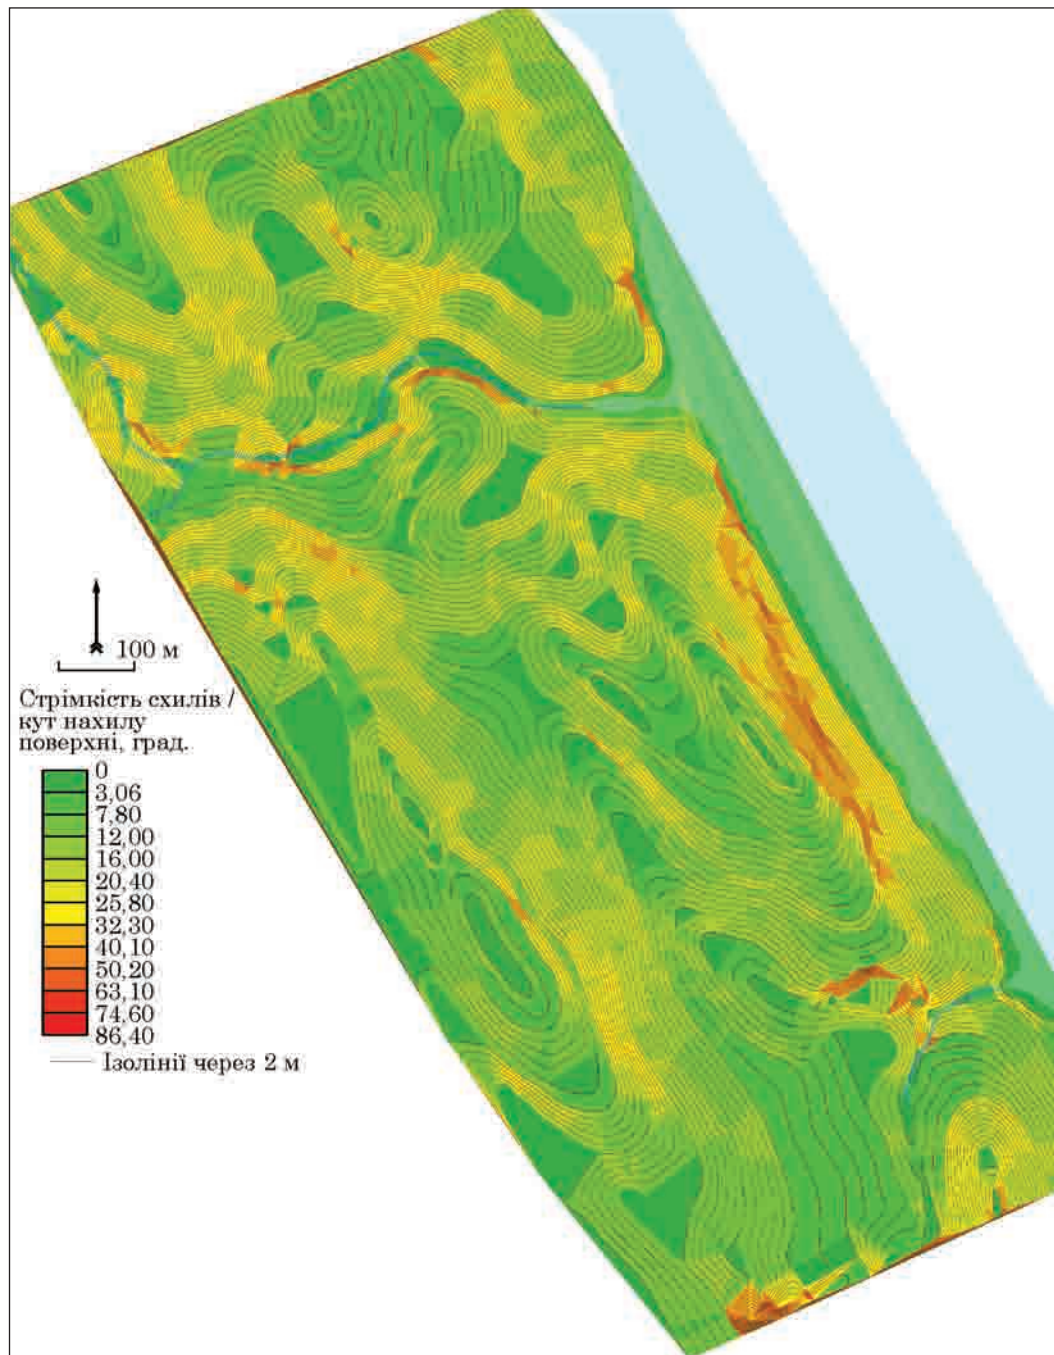 100 м
Стрімкість схилів /
кут нахилу
поверхні, град.
0
3,06
7,80
12,00
16,00
20,40
25,80
32,30
40,10
50,20
63,10
74,60
86,40
Ізолінії через 2 м